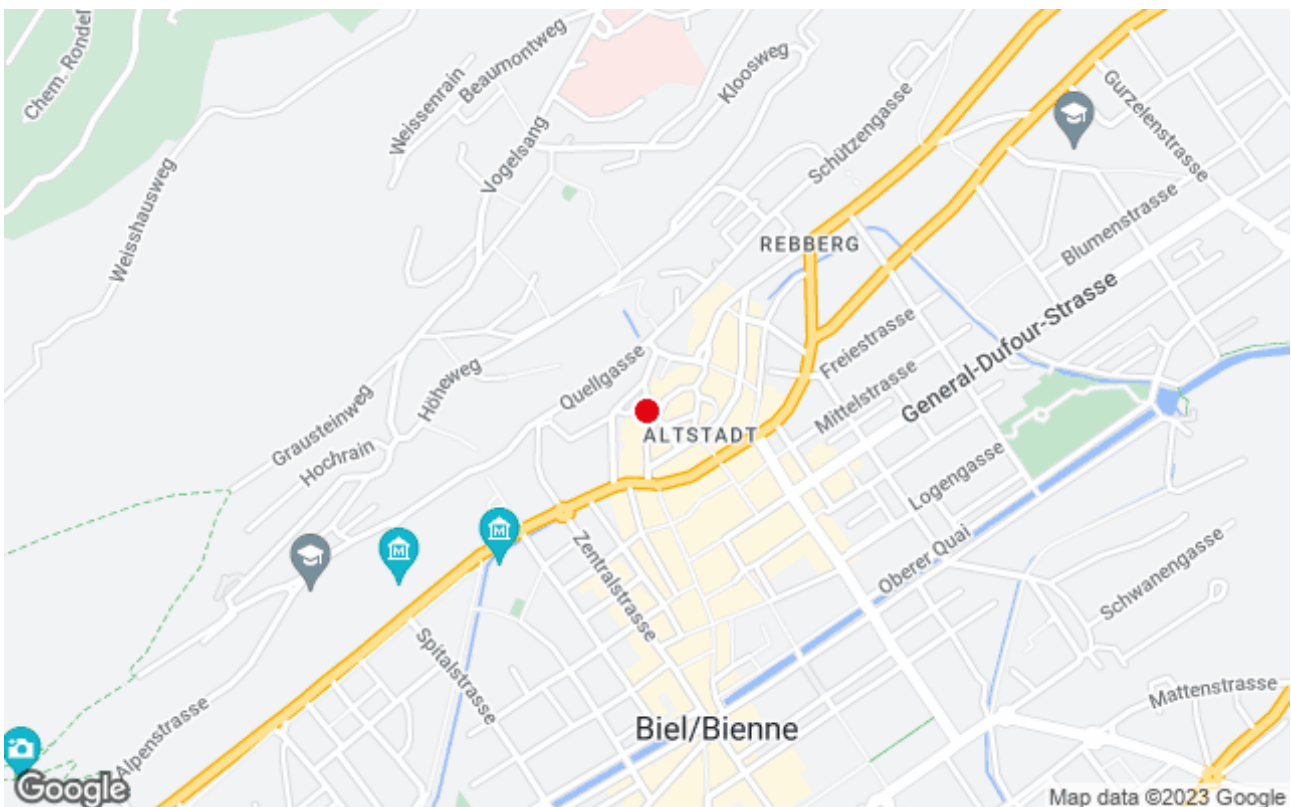 Chem. Rondel
Beaumontweg
Weissenrain
Kloosweg
Vogelsang
Schützengasse
Gurzelenstrasse
Weisshausweg
Blumenstrasse
REBBERG
General-Dufour-Strasse
Freiestrasse
Quellgasse
Höheweg
Mittelstrasse
Grausteinweg
Hochrain
ALTSTADT
Logengasse
M
M
Zentralstrasse
Oberer Quai
Schwanengasse
Spitalstrasse
Mattenstrasse
Alpenstrasse
Biel/Bienne
Google
Map data ©2023 Google